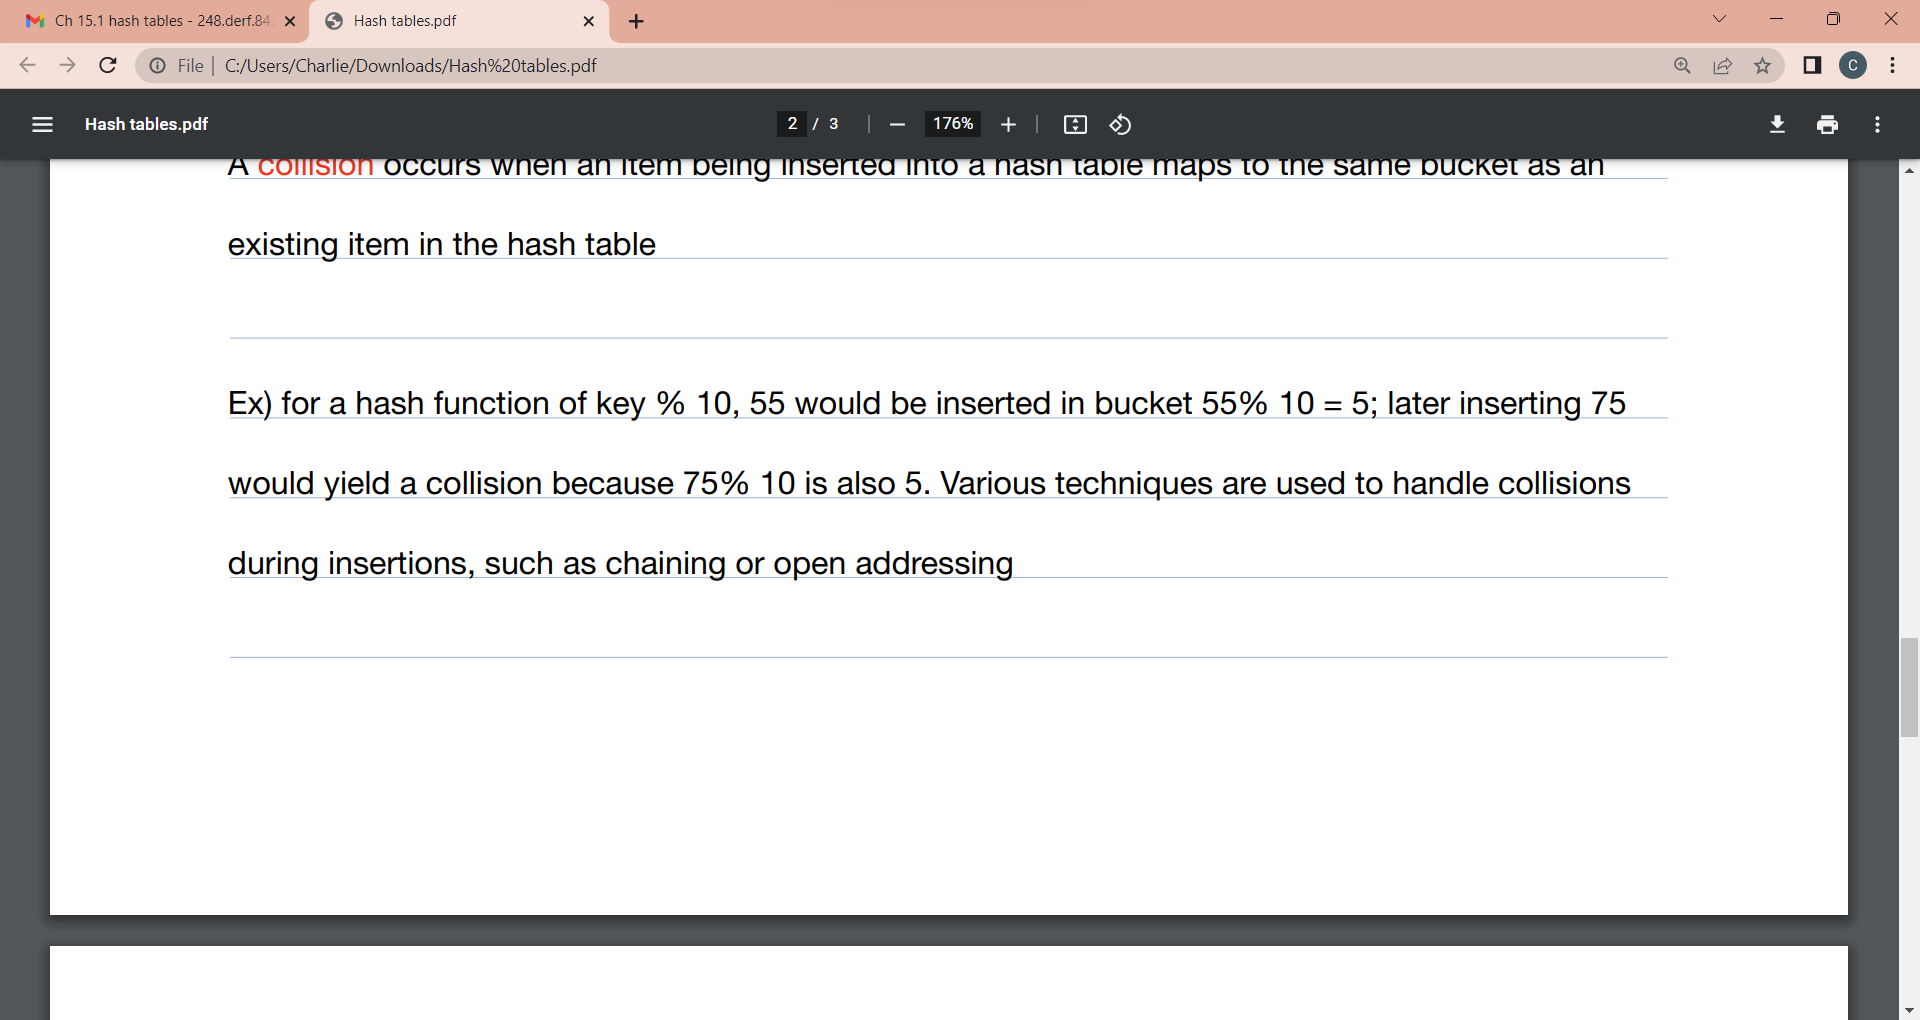 Ch 15.1 hash tables - 248.derf.84
Hash tables.pdf
File
C:/Users/Charlie/Downloads/Hash%20tables.pdf
C
Hash tables.pdf
2 / 3
176%
A collision occurs when an item being inserted into a hash table maps to the same bucket as an
existing item in the hash table
Ex) for a hash function of key % 10, 55 would be inserted in bucket 55% 10 = 5; later inserting 75
would yield a collision because 75% 10 is also 5. Various techniques are used to handle collisions
during insertions, such as chaining or open addressing